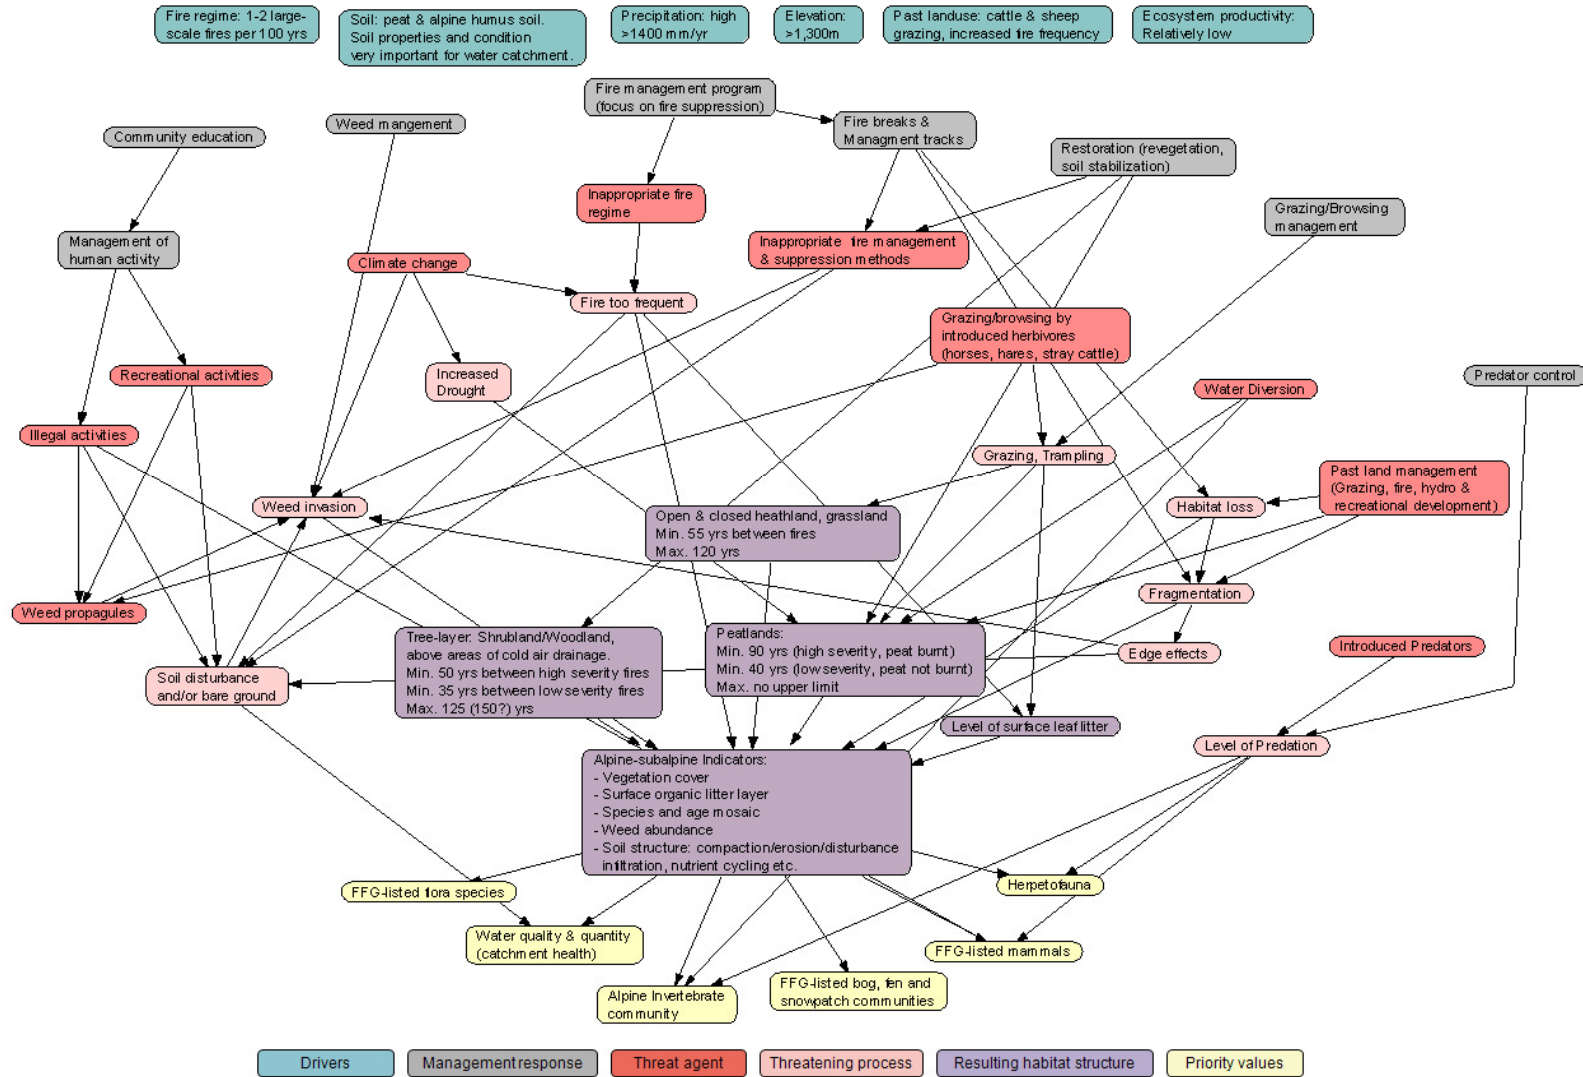 Fire regime: 1-2 large-
scale fires per 100 yrs
Soil: peat & alpine humus soil.
Soil properties and condition
very important for water catchment.
Precipitation: high
>1400 mm/yr
Elevation:
>1,300m
Past landuse: cattle & sheep
grazing, increased fire frequency
Ecosystem productivity:
Relatively low
Fire management program
(focus on fire suppression)
Community education
Weed mangement
Fire breaks &
Managment tracks
Restoration (revegetation,
soil stabilization)
Inappropriate fire
regime
Grazing/Browsing
management
Management of
human activity
Climate change
Inappropriate fire management
& suppression methods
Fire too frequent
Grazing/browsing by
introduced herbivores
(horses, hares, stray cattle)
Recreational activities
Increased
Drought
Water Diversion
Predator control
Illegal activities
Grazing, Trampling
Past land management
(Grazing, fire, hydro &
recreational development)
Weed invasion
Open & closed heathland, grassland
Min. 55 yrs between fires
Max. 120 yrs
Habitat loss
Weed propagules
Fragmentation
Tree-layer: Shrubland/Woodland,
above areas of cold air drainage.
Min. 50 yrs between high severity fires
Min. 35 yrs between low severity fires
Max. 125 (150?) yrs
Peatlands:
Min. 90 yrs (high severity, peat burnt)
Min. 40 yrs (low severity, peat not burnt)
Max. no upper limit
Edge effects
Introduced Predators
Soil disturbance
and/or bare ground
Level of surface leaf litter
Level of Predation
Alpine-subalpine Indicators:
- Vegetation cover
- Surface organic litter layer
- Species and age mosaic
- Weed abundance
- Soil structure: compaction/erosion/disturbance
infiltration, nutrient cycling etc.
FFG-listed flora species
Herpetofauna
Water quality & quantity
(catchment health)
FFG-listed mammals
Alpine Invertebrate
community
FFG-listed bog, fen and
snowpatch communities
Drivers
Management response
Threat agent
Threatening process
Resulting habitat structure
Priority values